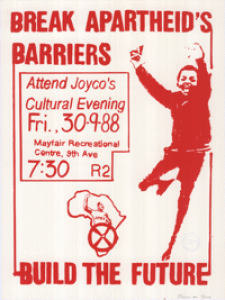 BREAK APARTHEID'S
BARRIERS
Attend Joyco's
Cultural Evening
Fri., 30-9-88
Mayfair Recreational
Centre, 9th Ave
7:30 R2
BUILD THE FUTURE